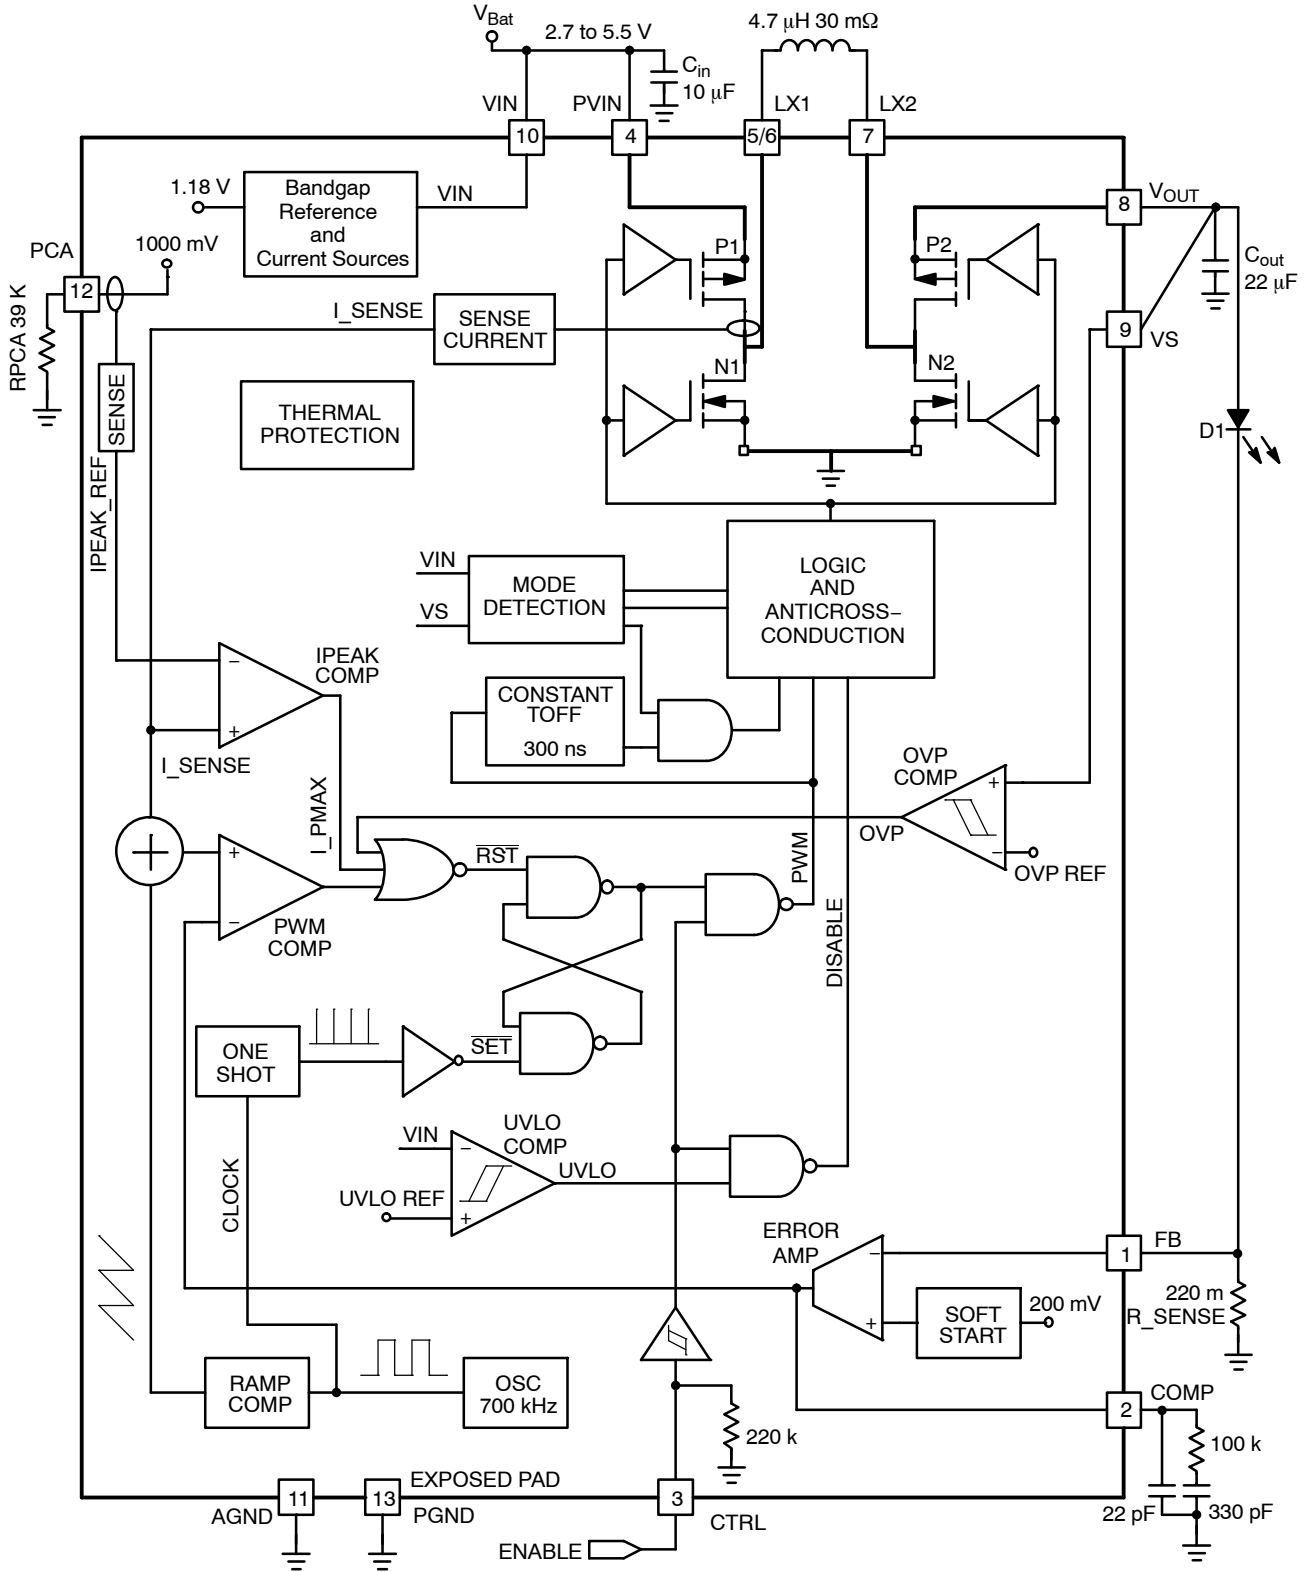 VBat
2.7 to 5.5 V
4.7 μH 30 mΩ
Cin
10 μF
VIN
PVIN
LX1
LX2
10
4
5/6
7
1.18 V
Bandgap
Reference
and
Current Sources
VIN
8
VOUT
PCA
1000 mV
P1
P2
Cout
22 μF
12
RPCA 39 K
I_SENSE
SENSE
CURRENT
9
VS
N1
N2
SENSE
THERMAL
PROTECTION
D1
IPEAK_REF
VIN
VS
MODE
DETECTION
LOGIC
AND
ANTICROSS−
CONDUCTION
−
+
IPEAK
COMP
I_SENSE
CONSTANT
TOFF
300 ns
OVP
COMP
+
−
OVP
OVP REF
I_PMAX
+
−
PWM
COMP
RST
PWM
DISABLE
ONE
SHOT
SET
CLOCK
VIN
UVLO
COMP
−
+
UVLO
UVLO REF
ERROR
AMP
−
+
1
FB
SOFT
START
200 mV
220 m
R_SENSE
RAMP
COMP
OSC
700 kHz
220 k
2
COMP
100 k
22 pF
330 pF
EXPOSED PAD
11
13
3
AGND
PGND
CTRL
ENABLE